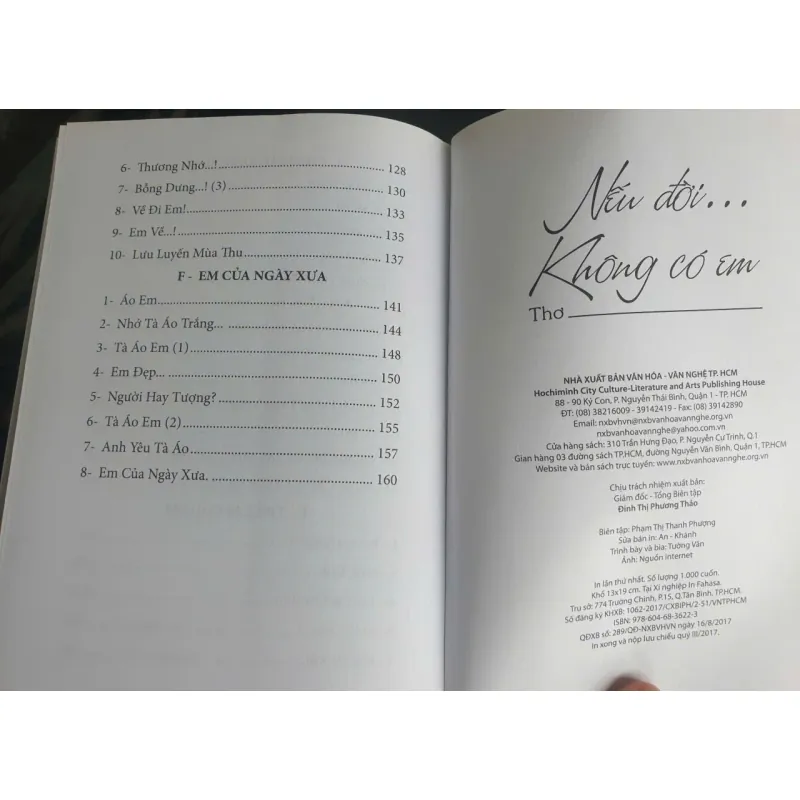 6- Thương Nhớ...!.......................................................... 128
7- Bỗng Dưng...! (3)....................................................... 130
8- Về Đi Em!.................................................................. 133
9- Em Về...!..................................................................... 135
10- Lưu Luyến Mùa Thu................................................ 137
F - EM CỦA NGÀY XƯA
1- Áo Em......................................................................... 141
2- Nhớ Tà Áo Trắng... .................................................. 144
3- Tà Áo Em (1).............................................................. 148
4- Em Đẹp....................................................................... 150
5- Người Hay Tượng?.................................................... 152
6- Tà Áo Em (2).............................................................. 155
7- Anh Yêu Tà Áo........................................................... 157
8- Em Của Ngày Xưa. .................................................... 160
Nếu đời...
Không có em
Thơ
NHÀ XUẤT BẢN VĂN HÓA - VĂN NGHỆ TP. HCM
Hochiminh City Culture-Literature and Arts Publishing House
88 - 90 Ký Con, P. Nguyễn Thái Bình, Quận 1 - TP. HCM
ĐT: (08) 38216009 - 39142419 - Fax: (08) 39142890
Email: nxbvhvn@nxbvanhoavannghe.org.vn
nxbvanhoavannghe@yahoo.com.vn
Cửa hàng sách: 310 Trần Hưng Đạo, P. Nguyễn Cư Trinh, Q.1
Gian hàng 03 đường sách TP.HCM, đường Nguyễn Văn Bình, Quận 1, TP.HCM
Website và bán sách trực tuyến: www.nxbvanhoavannghe.org.vn
Chịu trách nhiệm xuất bản:
Giám đốc - Tổng Biên tập
Đinh Thị Phương Thảo
Biên tập: Phạm Thị Thanh Phượng
Sửa bản in: An - Khánh
Trình bày và bìa: Tường Vân
Ảnh: Nguồn internet
In lần thứ nhất. Số lượng 1.000 cuốn.
Khổ 13x19 cm. Tại Xí nghiệp In Fahasa.
Trụ sở: 774 Trường Chinh, P.15, Q.Tân Bình, TP.HCM.
Số đăng ký KHXB: 1062-2017/CXBIPH/2-51/VNTPHCM
ISBN: 978-604-68-3622-3
QĐXB số: 289/QĐ-NXBVHVN ngày 16/8/2017
In xong và nộp lưu chiểu quý III/2017.